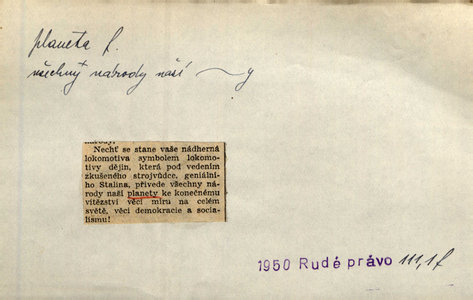 planeta f.
všechny národy naší ~y
národy.
Nechť se stane vaše nádherná
lokomotiva symbolem lokomo-
tivy dějin, která pod vedením
zkušeného strojvůdce, geniální-
ho Stalina, přivede všechny ná-
rody naší planety ke konečnému
vítězství věci míru na celém
světě, věci demokracie a socia-
lismu!
1950 Rudé právo 111,1f